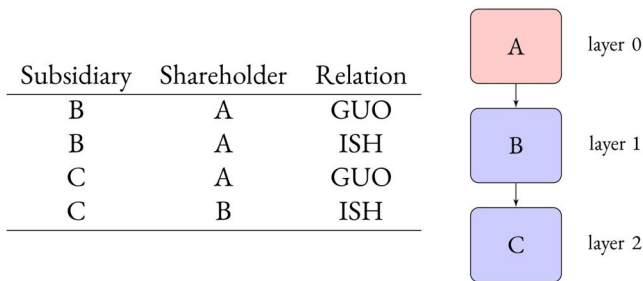 Subsidiary Shareholder Relation
B A GUO
B A ISH
C A GUO
C B ISH
A layer 0
B layer 1
C layer 2